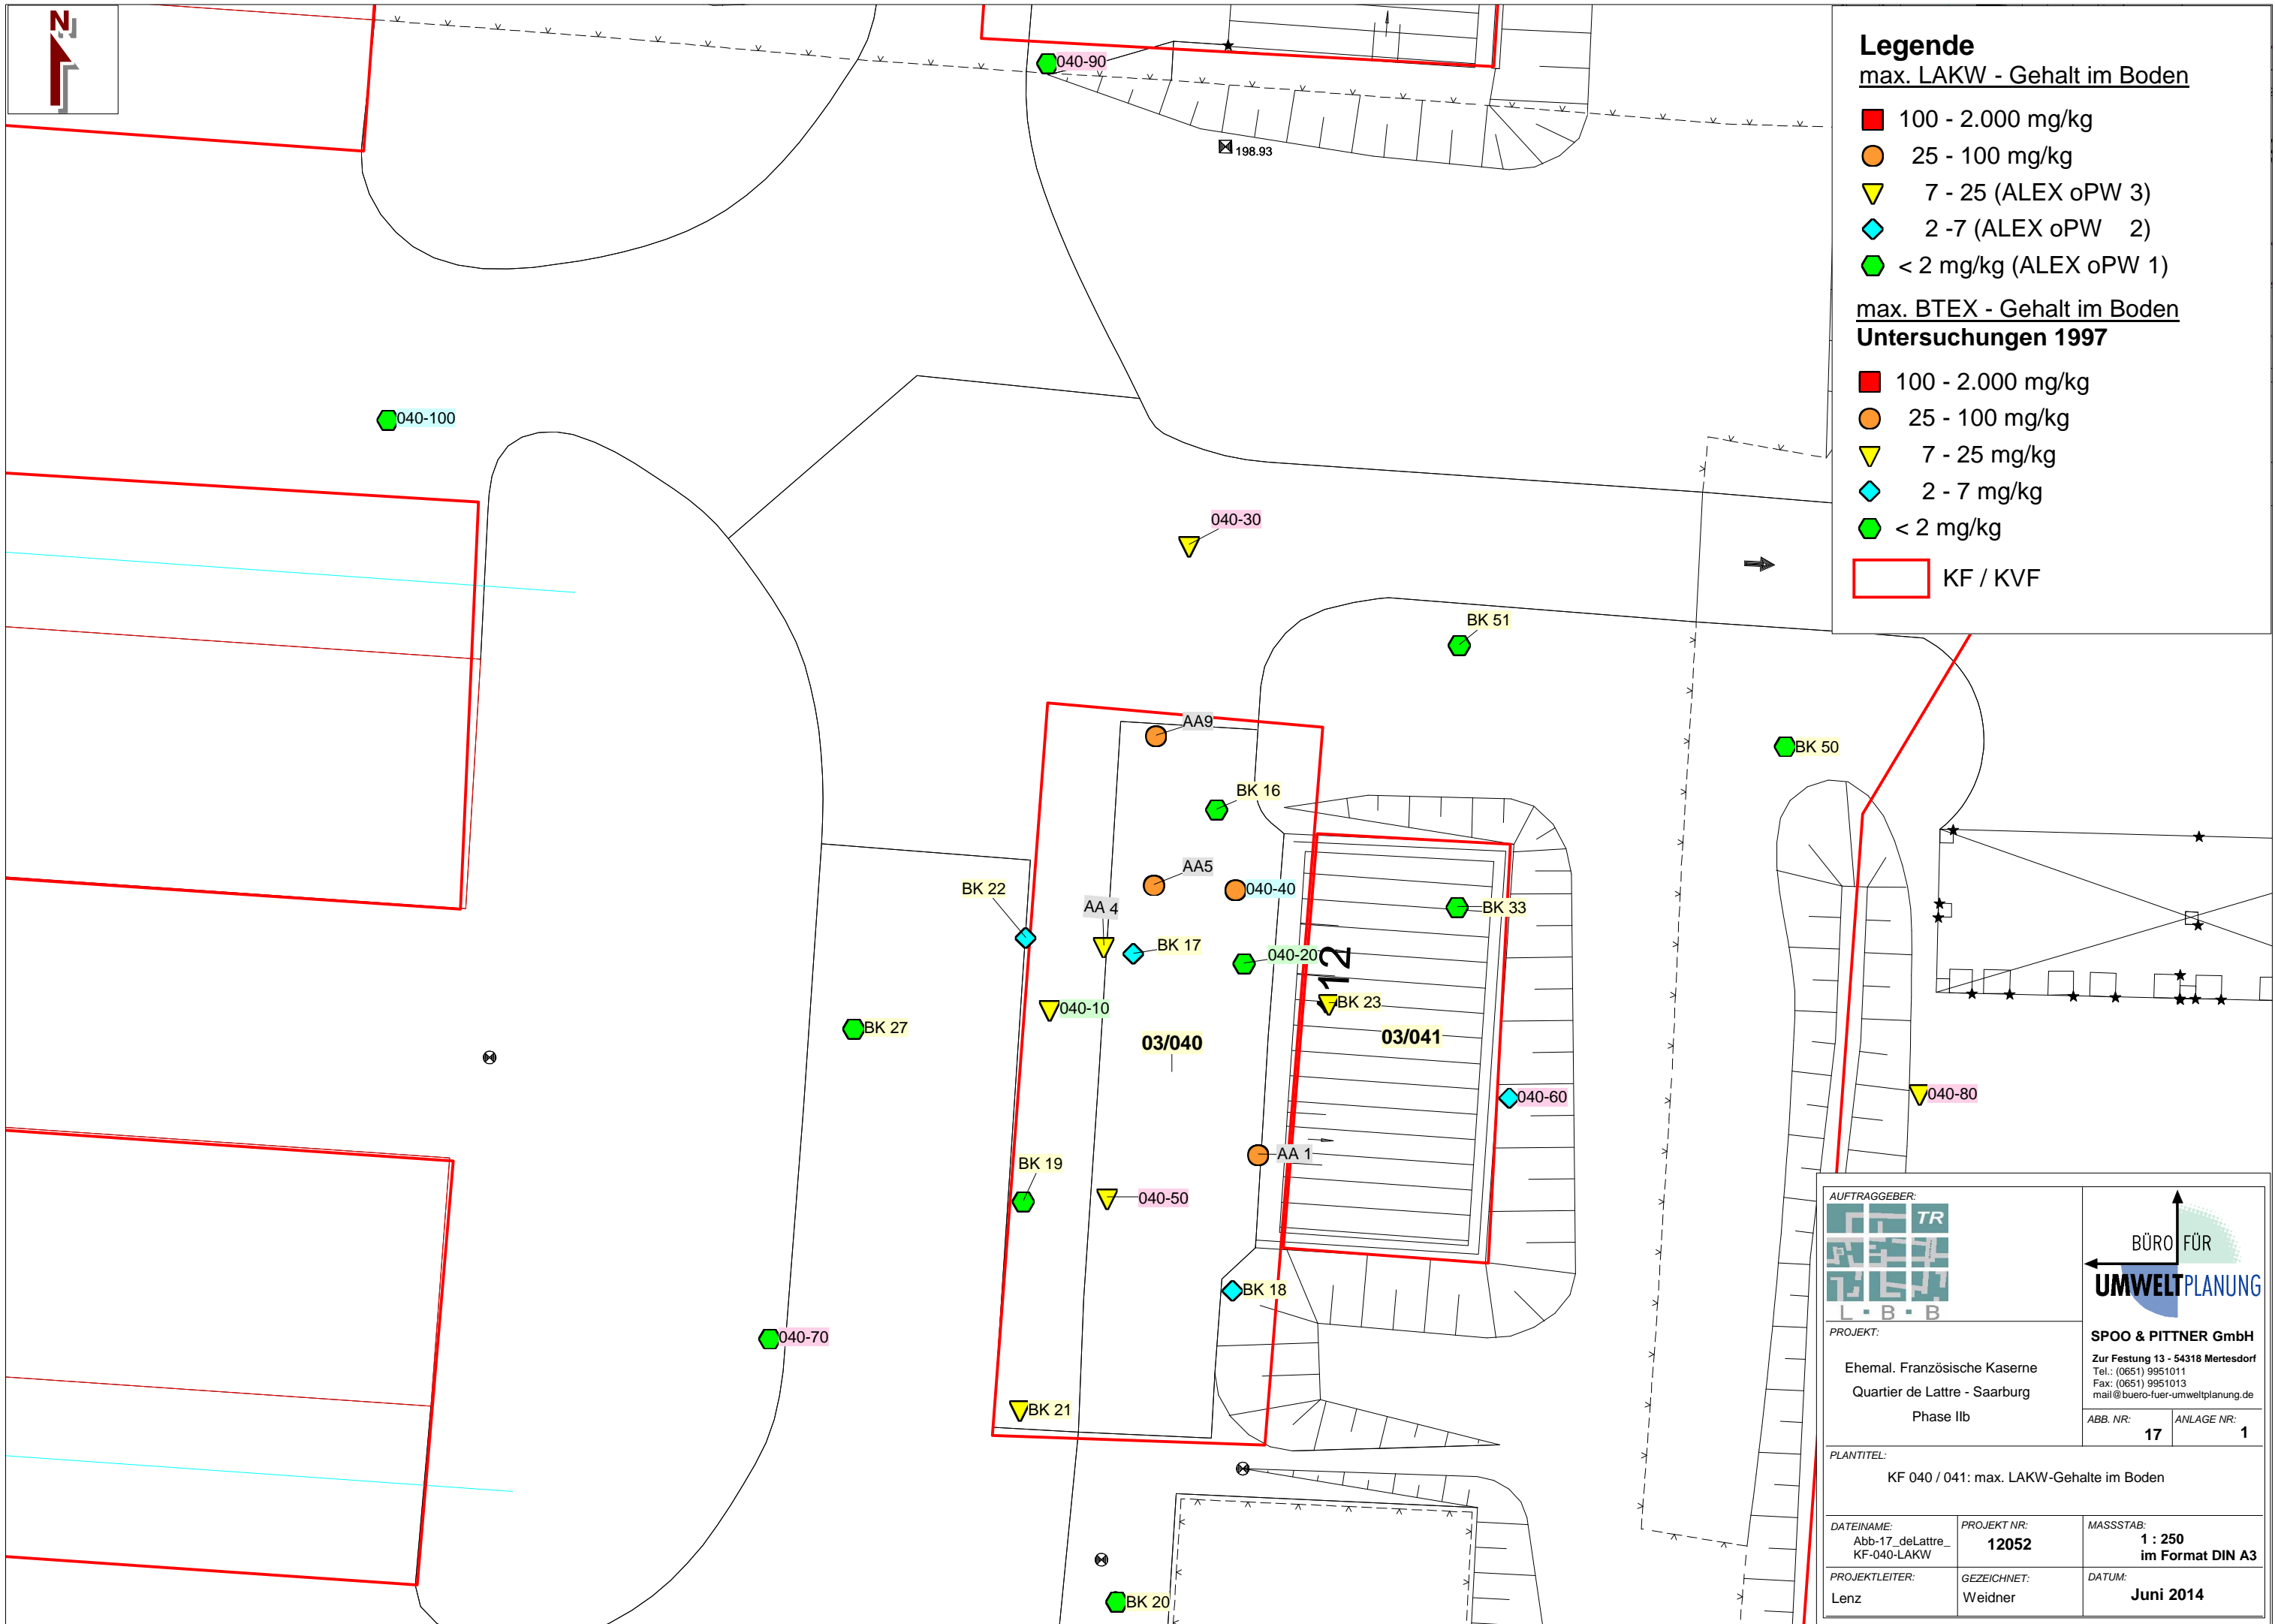 N
040-90
198.93
040-100
040-30
BK 51
AA9
BK 50
BK 16
AA5
040-40
BK 22
AA 4
BK 33
BK 17
040-20
12
BK 23
040-10
BK 27
03/040
03/041
040-60
040-80
AA 1
BK 19
040-50
BK 18
040-70
BK 21
BK 20
Legende
max. LAKW - Gehalt im Boden
100 - 2.000 mg/kg
25 - 100 mg/kg
7 - 25 (ALEX oPW 3)
2 -7 (ALEX oPW 2)
< 2 mg/kg (ALEX oPW 1)
max. BTEX - Gehalt im Boden
Untersuchungen 1997
100 - 2.000 mg/kg
25 - 100 mg/kg
7 - 25 mg/kg
2 - 7 mg/kg
< 2 mg/kg
KF / KVF
AUFTRAGGEBER:
TR
L B B
BÜRO FÜR
UMWELTPLANUNG
SPOO & PITTNER GmbH
Zur Festung 13 - 54318 Mertesdorf
Tel.: (0651) 9951011
Fax: (0651) 9951013
mail@buero-fuer-umweltplanung.de
PROJEKT:
Ehemal. Französische Kaserne
Quartier de Lattre - Saarburg
Phase IIb
ABB. NR:
17
ANLAGE NR:
1
PLANTITEL:
KF 040 / 041: max. LAKW-Gehalte im Boden
DATEINAME:
Abb-17_deLattre_
KF-040-LAKW
PROJEKT NR:
12052
MASSSTAB:
1 : 250
im Format DIN A3
PROJEKTLEITER:
Lenz
GEZEICHNET:
Weidner
DATUM:
Juni 2014